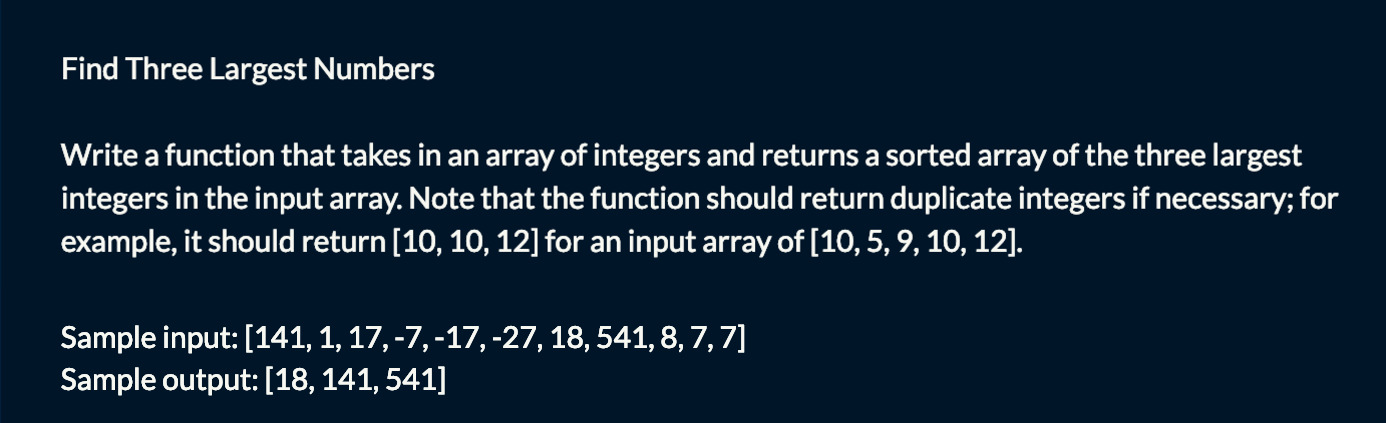 Find Three Largest Numbers
Write a function that takes in an array of integers and returns a sorted array of the three largest
integers in the input array. Note that the function should return duplicate integers if necessary; for
example, it should return [10, 10, 12] for an input array of [10, 5, 9, 10, 12].
Sample input: [141, 1, 17, -7, -17, -27, 18, 541, 8, 7, 7]
Sample output: [18, 141, 541]